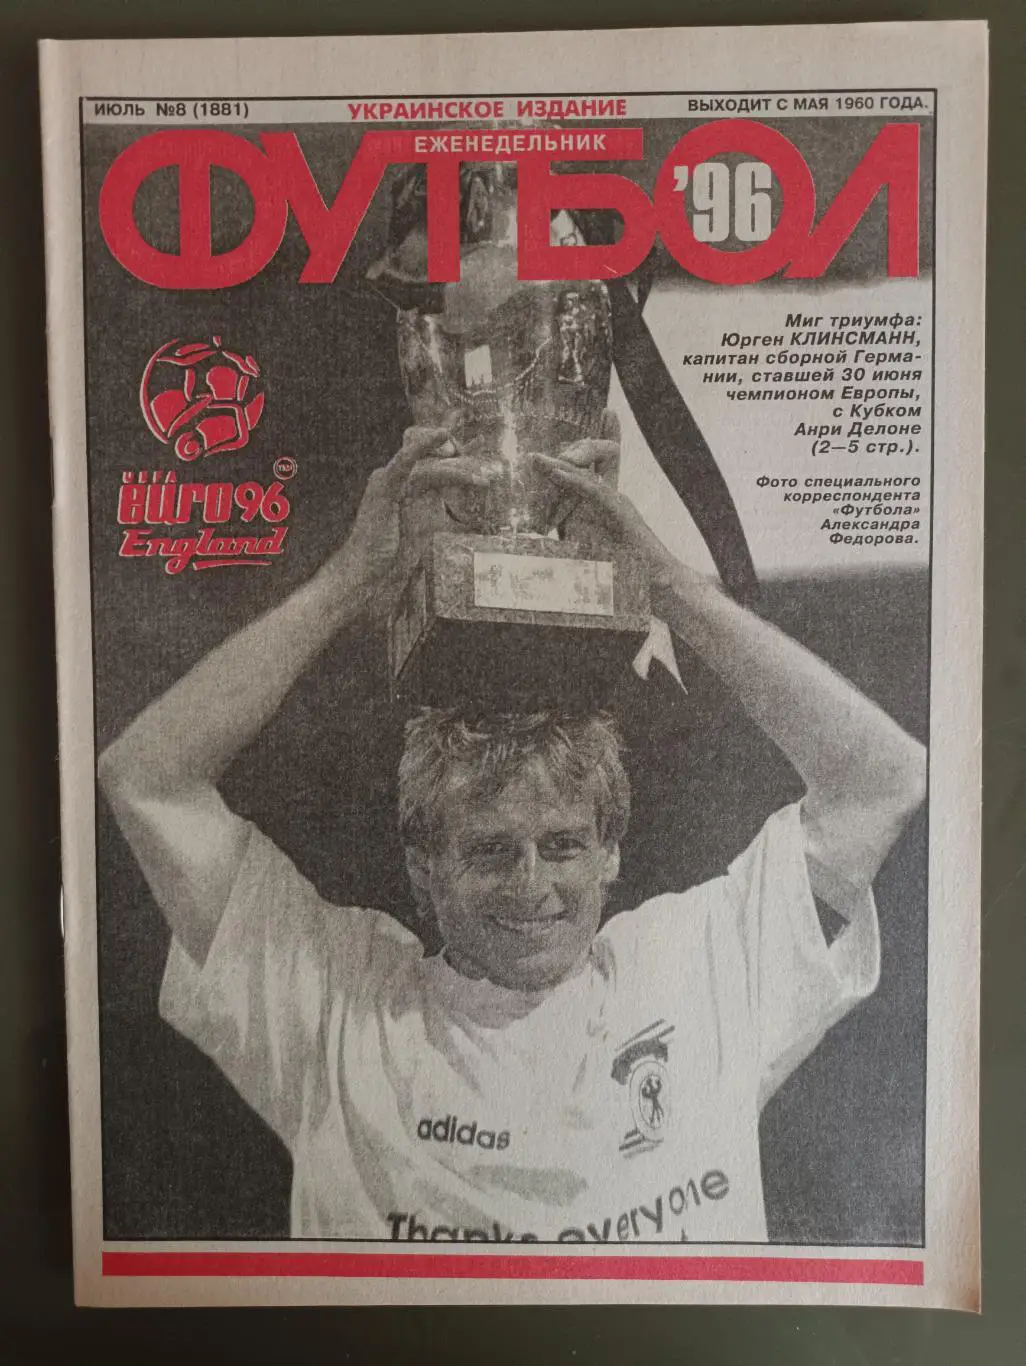 ИЮЛЬ №8 (1881) УКРАИНСКОЕ ИЗДАНИЕ ВЫХОДИТ С МАЯ 1960 ГОДА.
ЕЖЕНЕДЕЛЬНИК
ФУТБОЛ
'96
Миг триумфа:
Юрген КЛИНСМАНН,
капитан сборной Герма-
нии, ставшей 30 июня
чемпионом Европы,
с Кубком
Анри Делоне
(2—5 стр.).
Фото специального
корреспондента
«Футбола»
Александра
Федорова.
UEFA
euro96
England
adidas
Thanks everyone